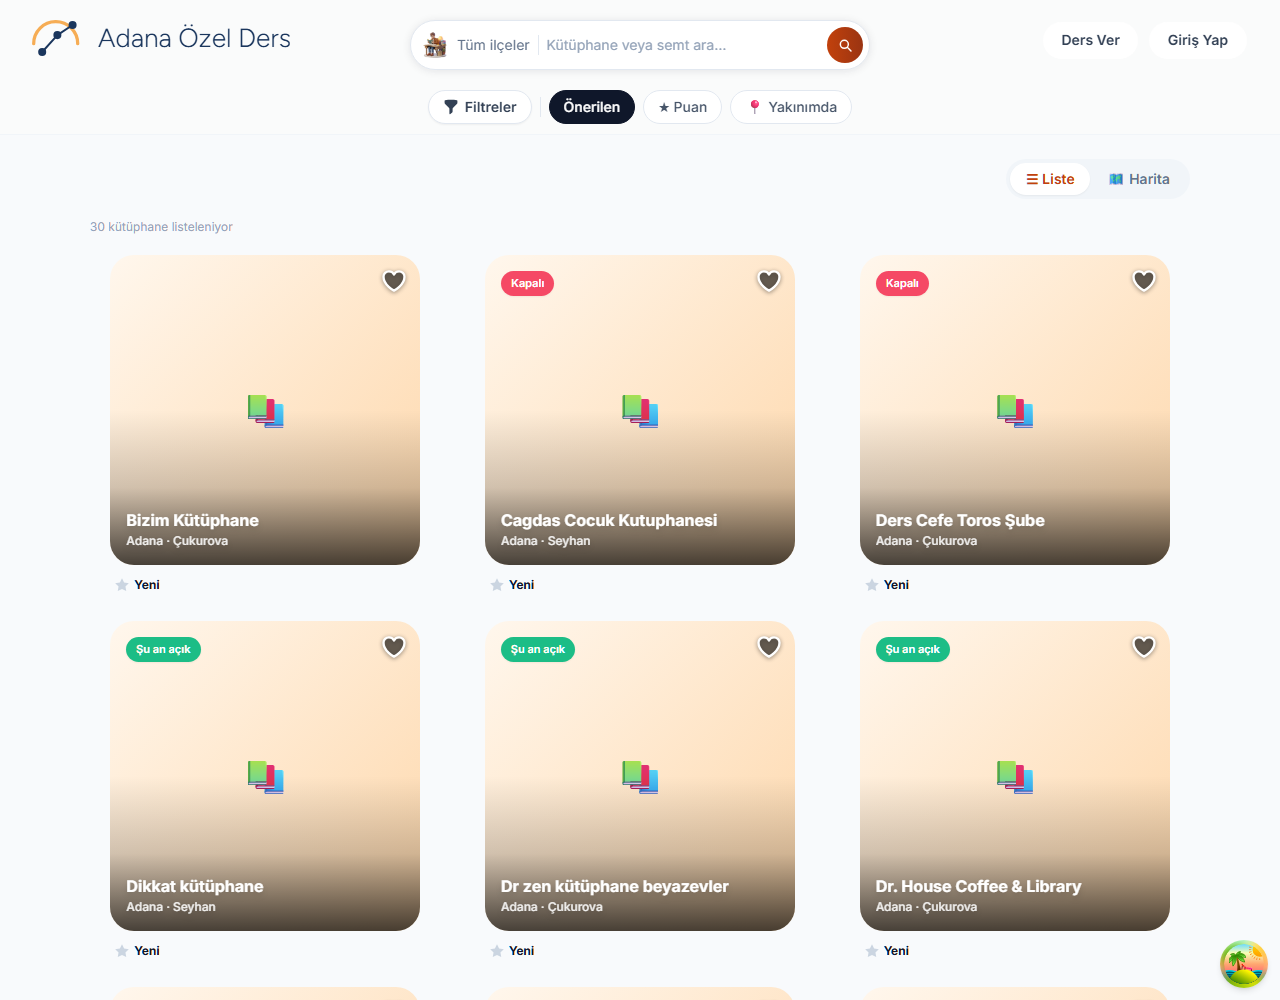 Adana Özel Ders
Tüm ilçeler
Kütüphane veya semt ara...
Ders Ver
Giriş Yap
Filtreler
Önerilen
★ Puan
Yakınımda
☰ Liste
Harita
30 kütüphane listeleniyor
Bizim Kütüphane
Adana · Çukurova
Yeni
Kapalı
Cagdas Cocuk Kutuphanesi
Adana · Seyhan
Yeni
Kapalı
Ders Cefe Toros Şube
Adana · Çukurova
Yeni
Şu an açık
Dikkat kütüphane
Adana · Seyhan
Yeni
Şu an açık
Dr zen kütüphane beyazevler
Adana · Çukurova
Yeni
Şu an açık
Dr. House Coffee & Library
Adana · Çukurova
Yeni